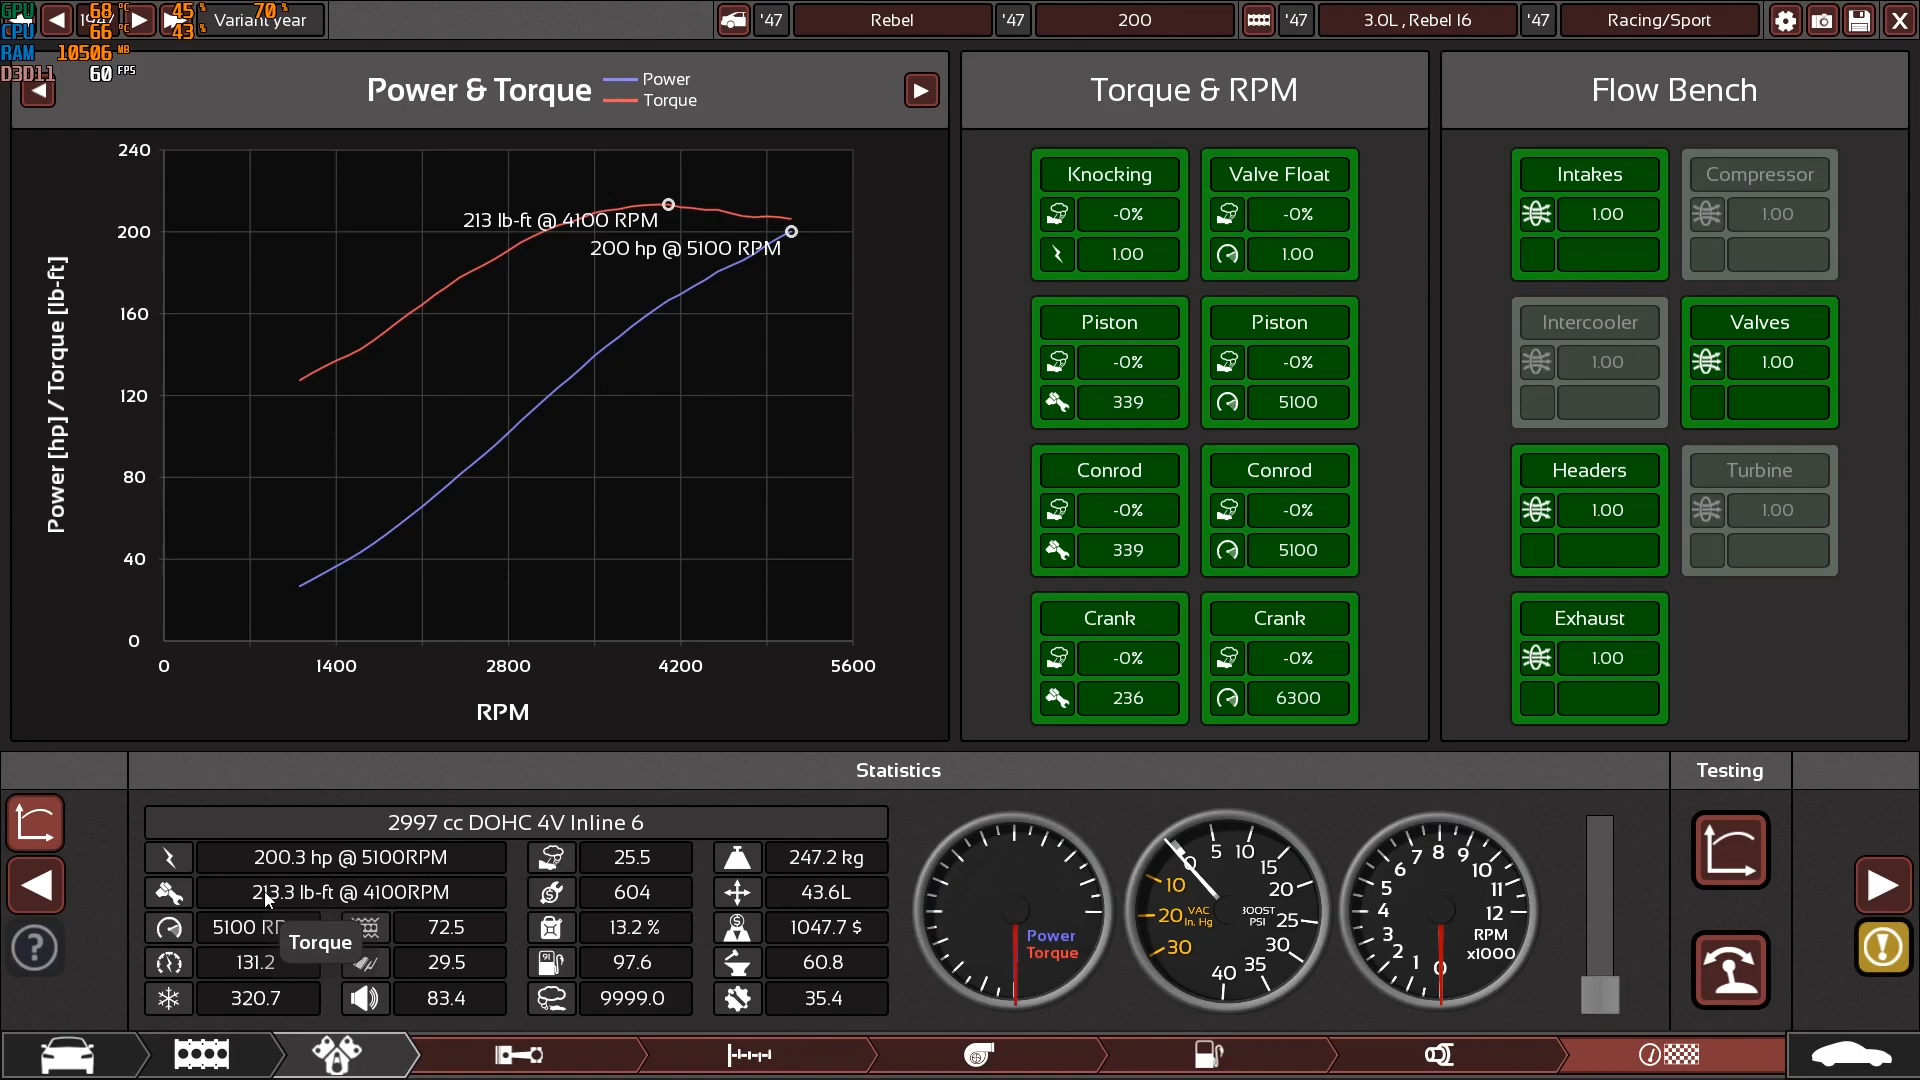 GPU 68 °C 45 % 70 %
CPU 66 °C 43 %
RAM 10506 MB
D3D11 60 FPS
Variant year
'47 Rebel '47 200 '47 3.0L , Rebel I6 '47 Racing/Sport
Power & Torque
Power
Torque
Power [hp] / Torque [lb-ft]
240
200
160
120
80
40
0
213 lb-ft @ 4100 RPM
200 hp @ 5100 RPM
0 1400 2800 4200 5600
RPM
Torque & RPM
Knocking Valve Float
-0% -0%
1.00 1.00
Piston Piston
-0% -0%
339 5100
Conrod Conrod
-0% -0%
339 5100
Crank Crank
-0% -0%
236 6300
Flow Bench
Intakes Compressor
1.00 1.00
Intercooler Valves
1.00 1.00
Headers Turbine
1.00 1.00
Exhaust
1.00
Statistics
2997 cc DOHC 4V Inline 6
200.3 hp @ 5100RPM 25.5 247.2 kg
213.3 lb-ft @ 4100RPM 604 43.6L
5100 RP 72.5 13.2 % 1047.7 $
Torque
131.2 29.5 91 97.6 60.8
320.7 83.4 9999.0 35.4
Power
Torque
0 5 10 15 20 25 30 35 40
10 20 30
VAC
In. Hg
BOOST
PSI
0 1 2 3 4 5 6 7 8 9 10 11 12
RPM
x1000
Testing